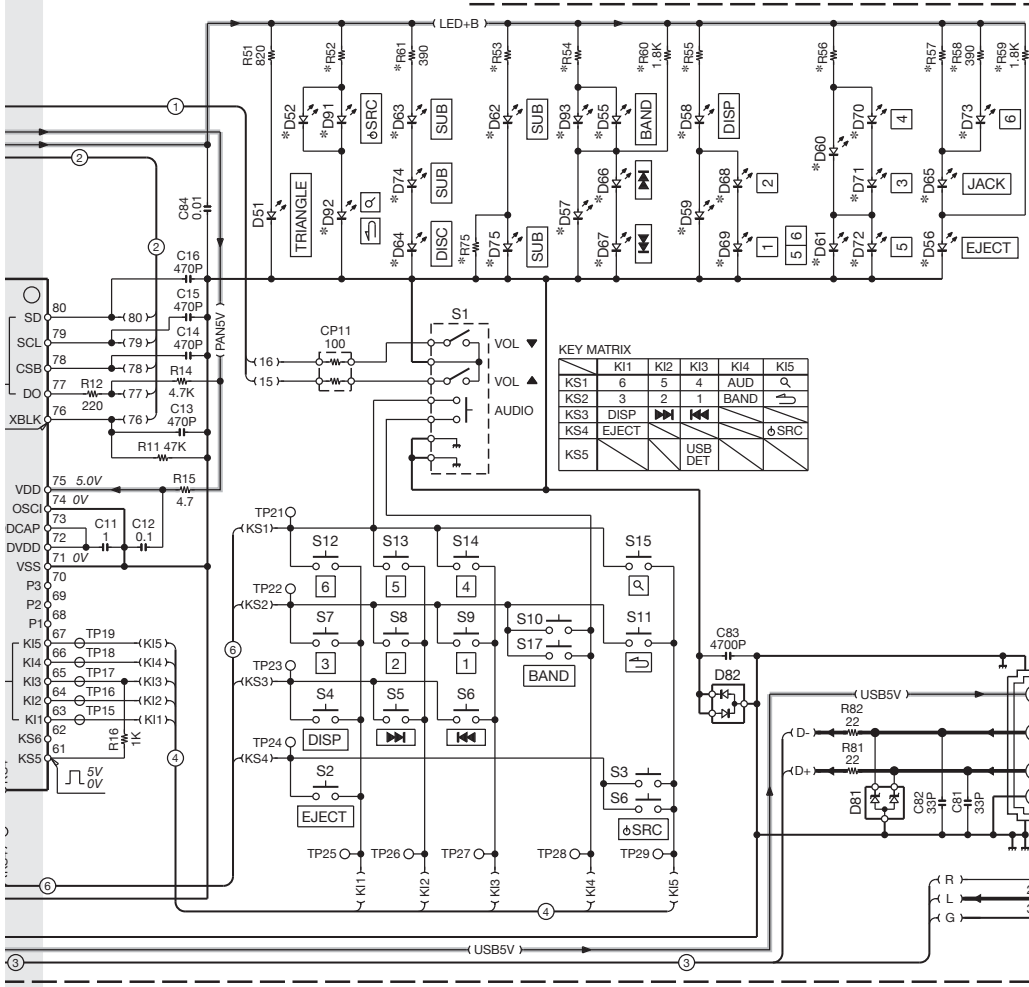 LED+B
R51
820
*R52
*R61
390
*R53
*R54
*R60
1.8K
*R55
*R56
*R57
*R58
390
*R59
1.8K
1
2
*D52
*D91
SRC
*D63
SUB
*D62
SUB
*D93
*D55
BAND
*D58
DISP
*D60
*D70
4
*D73
6
C84
0.01
D51
TRIANGLE
*D92
*D74
SUB
*D64
DISC
*R75
*D75
SUB
*D57
*D66
*D67
*D59
*D68
2
*D69
1
6
5
*D61
*D71
3
*D72
5
*D65
JACK
*D56
EJECT
2
C16
470P
C15
470P
C14
470P
PAN5V
SD
80
(80)
SCL
79
(79)
CSB
78
(78)
DO
77
R12
220
(77)
R14
4.7K
XBLK
76
(76)
C13
470P
R11 47K
CP11
100
(16)
(15)
S1
VOL ▼
VOL ▲
AUDIO
KEY MATRIX
KI1 KI2 KI3 KI4 KI5
KS1 6 5 4 AUD
KS2 3 2 1 BAND
KS3 DISP
KS4 EJECT SRC
KS5 USB DET
VDD
75 5.0V
R15
4.7
OSCI
74 0V
DCAP
73
C11
1
C12
0.1
DVDD
72
VSS
71 0V
P3
70
P2
69
P1
68
KI5
67
TP19
(KI5)
KI4
66
TP18
(KI4)
KI3
65
TP17
(KI3)
KI2
64
TP16
(KI2)
KI1
63
TP15
(KI1)
KS6
62
R16
1K
KS5
61
5V
0V
4
6
TP21
(KS1)
S12
6
S13
5
S14
4
S15
TP22
(KS2)
S7
3
S8
2
S9
1
S10
S17
BAND
S11
TP23
(KS3)
S4
DISP
S5
S6
TP24
(KS4)
S2
EJECT
S3
S6
SRC
TP25
TP26
TP27
TP28
TP29
KI1
KI2
KI3
KI4
KI5
4
6
C83
4700P
D82
USB5V
R82
22
(D-)
R81
22
(D+)
D81
C82
33P
C81
33P
R
L
G
USB5V
3
3